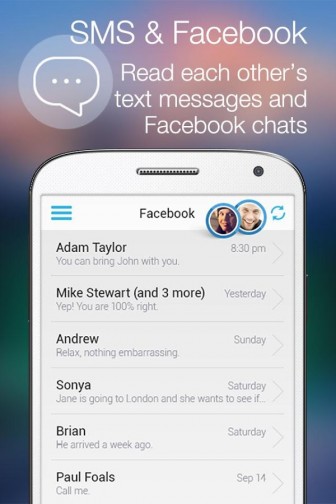 SMS & Facebook
Read each other's
text messages and
Facebook chats
Facebook
Adam Taylor 8:30 pm
You can bring John with you.
Mike Stewart (and 3 more) Yesterday
Yep! You are 100% right.
Andrew Sunday
Relax, nothing embarrassing.
Sonya Saturday
Jane is going to London and she wants to see if...
Brian Saturday
He arrived a week ago.
Paul Foals Sep 14
Call me.